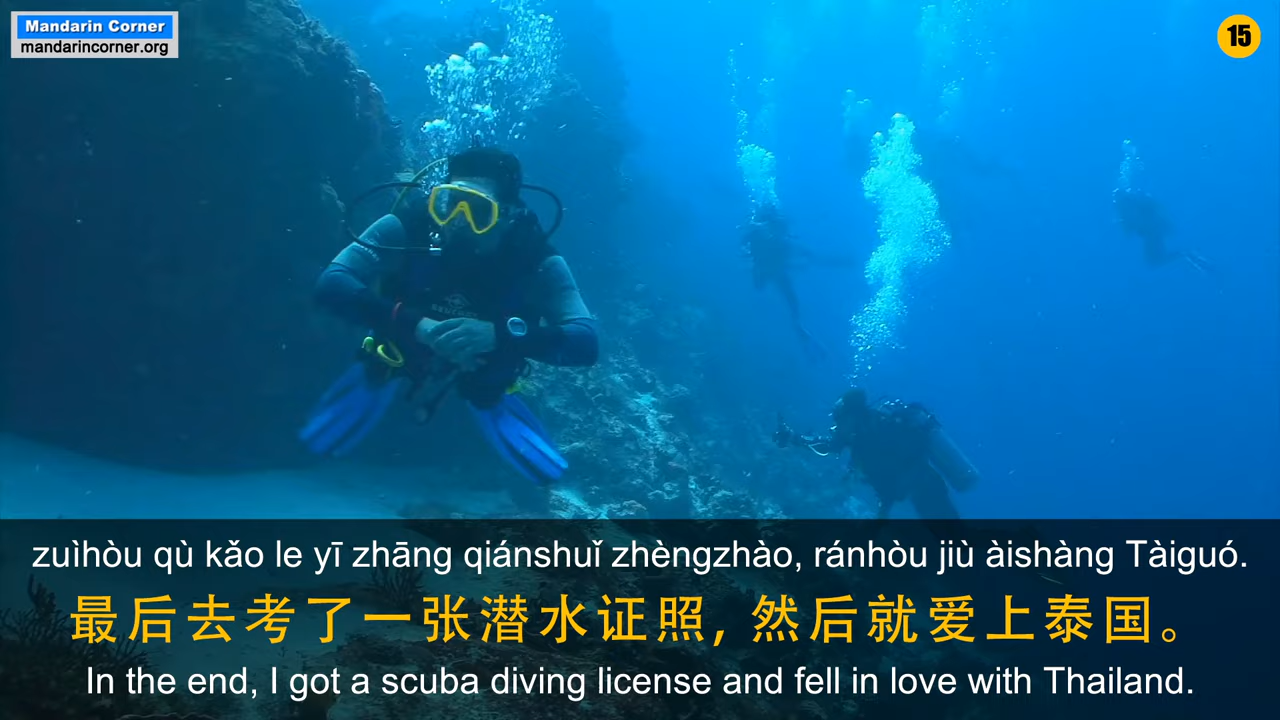 Mandarin Corner
mandarincorner.org
15
zuìhòu qù kǎo le yī zhāng qiánshuǐ zhèngzhào, ránhòu jiù àishàng Tàiguó.
最后去考了一张潜水证照, 然后就爱上泰国。
In the end, I got a scuba diving license and fell in love with Thailand.